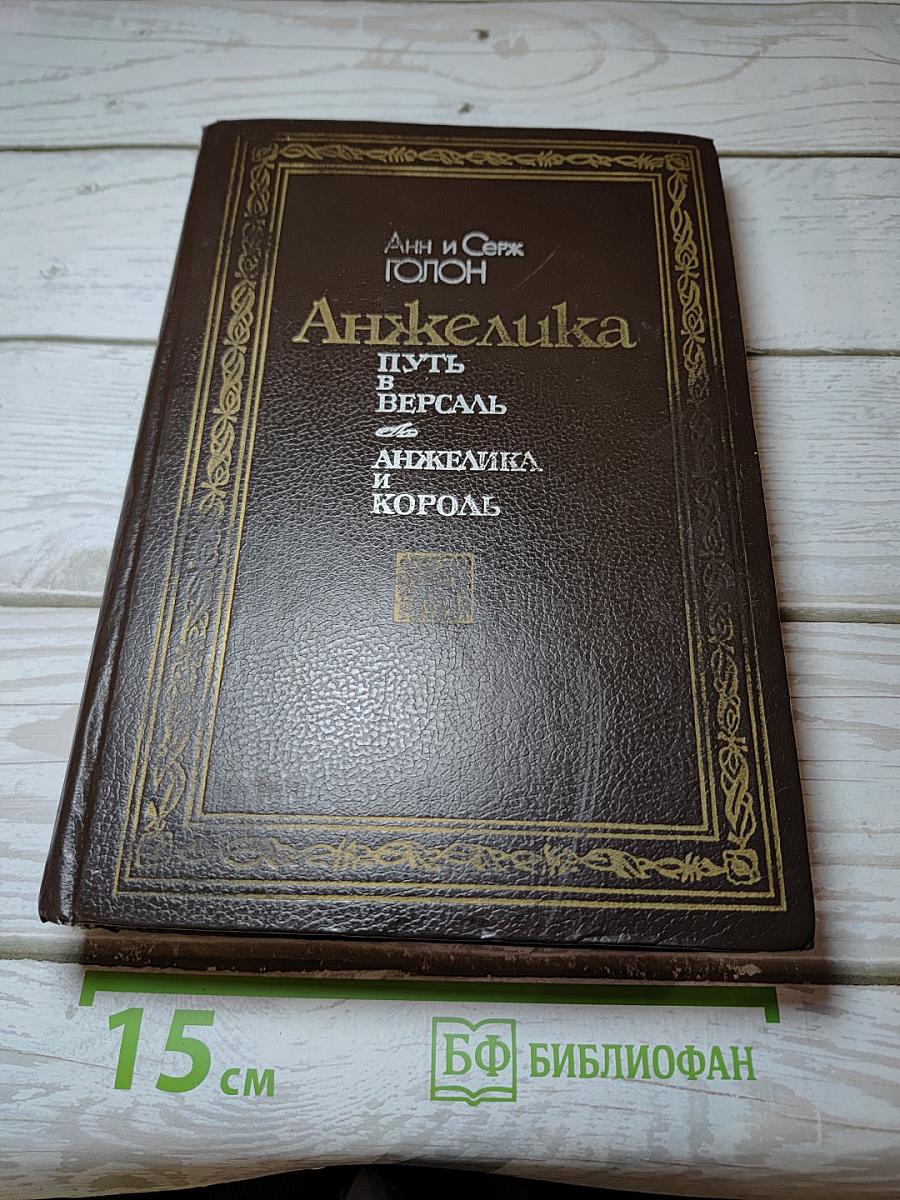 Анн и Серж
ГОЛОН
Анжелика
ПУТЬ
В
ВЕРСАЛЬ
АНЖЕЛИКА
И
КОРОЛЬ
15 см
БФ БИБЛИОФАН